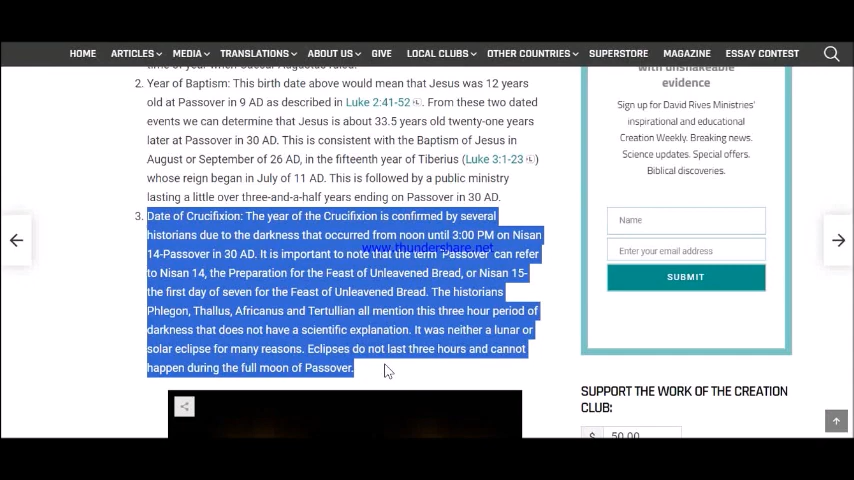 HOME ARTICLES MEDIA TRANSLATIONS ABOUT US GIVE LOCAL CLUBS OTHER COUNTRIES SUPERSTORE MAGAZINE ESSAY CONTEST
2. Year of Baptism: This birth date above would mean that Jesus was 12 years
old at Passover in 9 AD as described in Luke 2:41-52 . From these two dated
events we can determine that Jesus is about 33.5 years old twenty-one years
later at Passover in 30 AD. This is consistent with the Baptism of Jesus in
August or September of 26 AD, in the fifteenth year of Tiberius (Luke 3:1-23 )
whose reign began in July of 11 AD. This is followed by a public ministry
lasting a little over three-and-a-half years ending on Passover in 30 AD.
3. Date of Crucifixion: The year of the Crucifixion is confirmed by several
historians due to the darkness that occurred from noon until 3:00 PM on Nisan
www.thundershare.net
14-Passover in 30 AD. It is important to note that the term 'Passover' can refer
to Nisan 14, the Preparation for the Feast of Unleavened Bread, or Nisan 15-
the first day of seven for the Feast of Unleavened Bread. The historians
Phlegon, Thallus, Africanus and Tertullian all mention this three hour period of
darkness that does not have a scientific explanation. It was neither a lunar or
solar eclipse for many reasons. Eclipses do not last three hours and cannot
happen during the full moon of Passover.
with unshakeable
evidence
Sign up for David Rives Ministries'
inspirational and educational
Creation Weekly. Breaking news.
Science updates. Special offers.
Biblical discoveries.
Name
Enter your email address
SUBMIT
SUPPORT THE WORK OF THE CREATION
CLUB:
$ 50.00